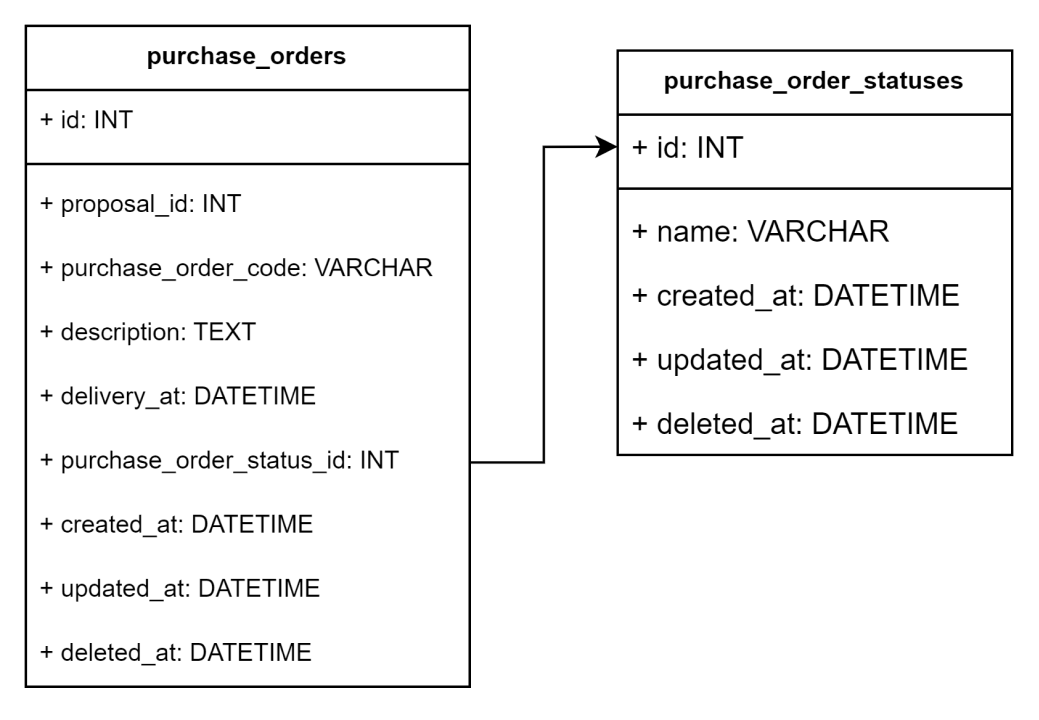 purchase_orders
+ id: INT
+ proposal_id: INT
+ purchase_order_code: VARCHAR
+ description: TEXT
+ delivery_at: DATETIME
+ purchase_order_status_id: INT
+ created_at: DATETIME
+ updated_at: DATETIME
+ deleted_at: DATETIME
purchase_order_statuses
+ id: INT
+ name: VARCHAR
+ created_at: DATETIME
+ updated_at: DATETIME
+ deleted_at: DATETIME